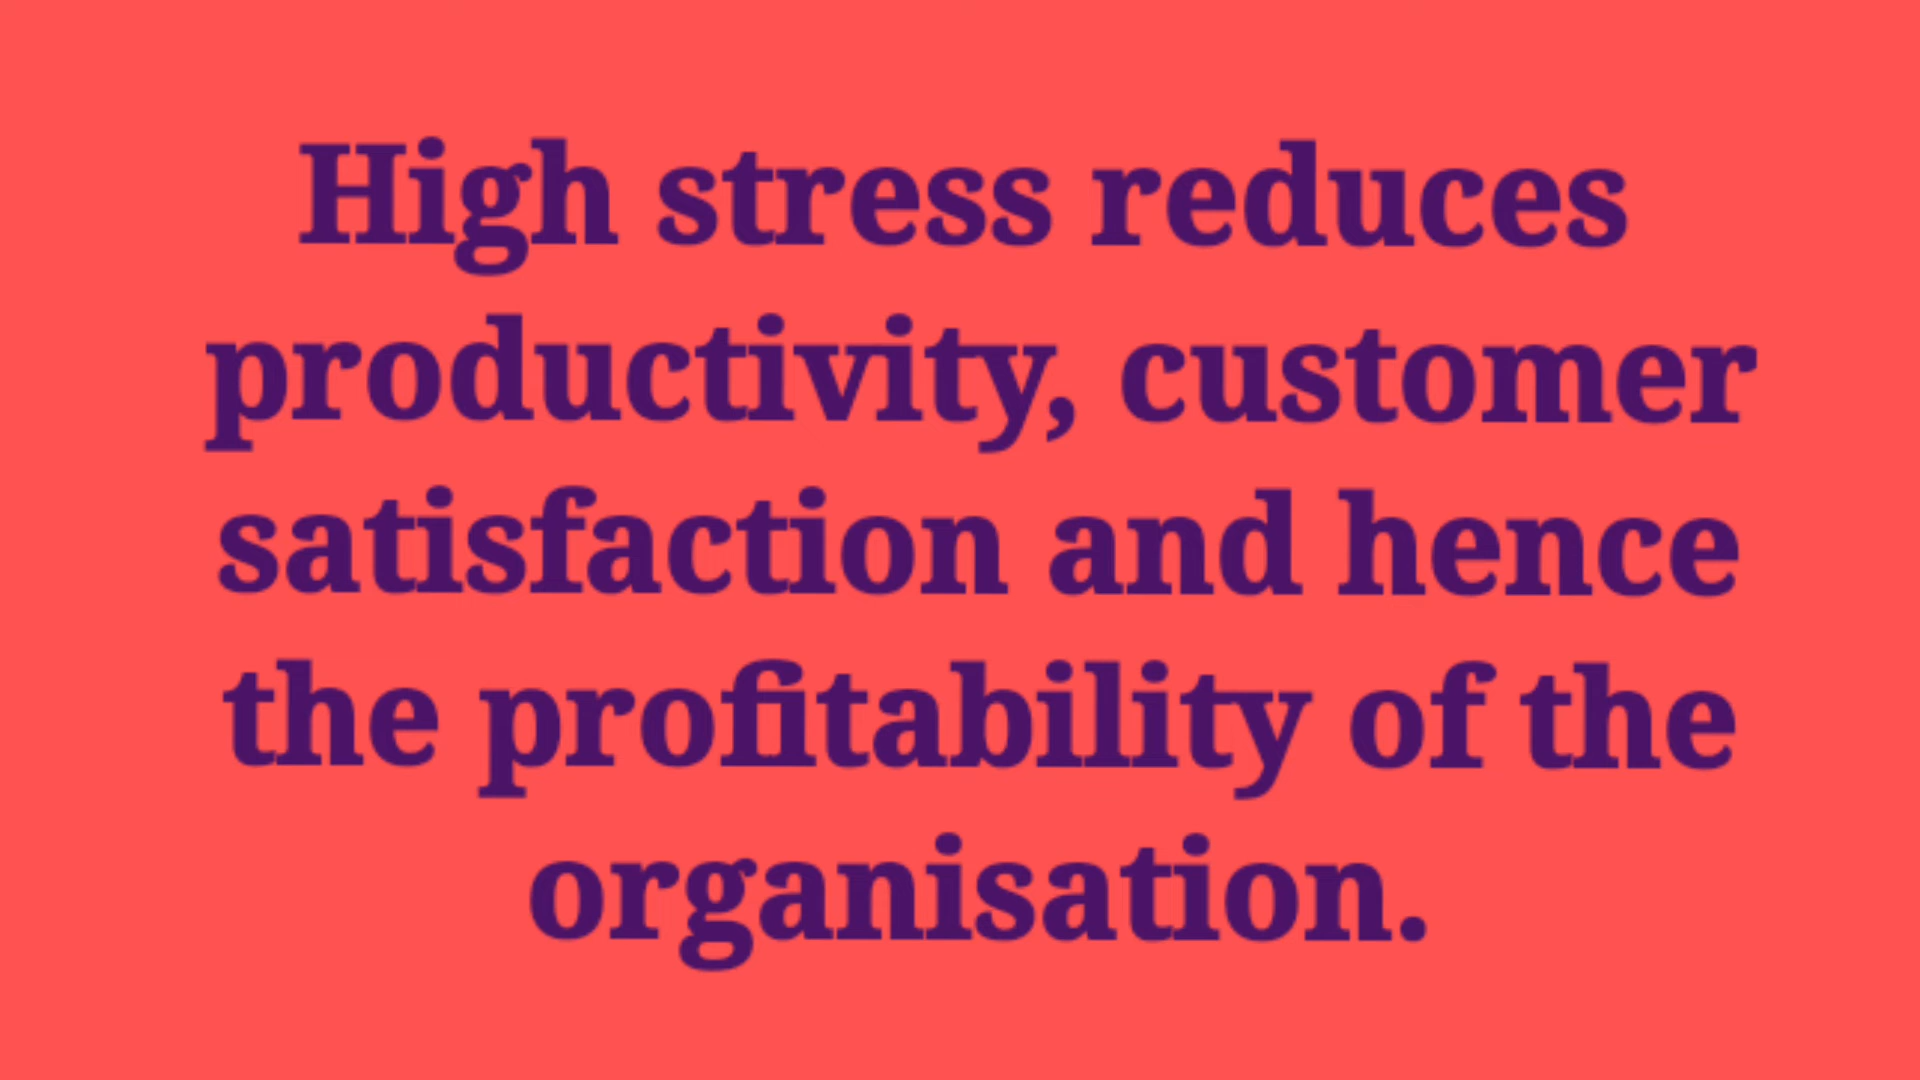 High stress reduces
productivity, customer
satisfaction and hence
the profitability of the
organisation.